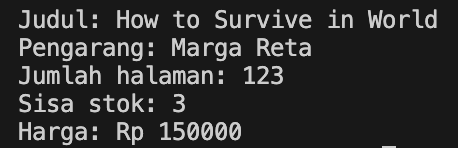 Judul: How to Survive in World
Pengarang: Marga Reta
Jumlah halaman: 123
Sisa stok: 3
Harga: Rp 150000